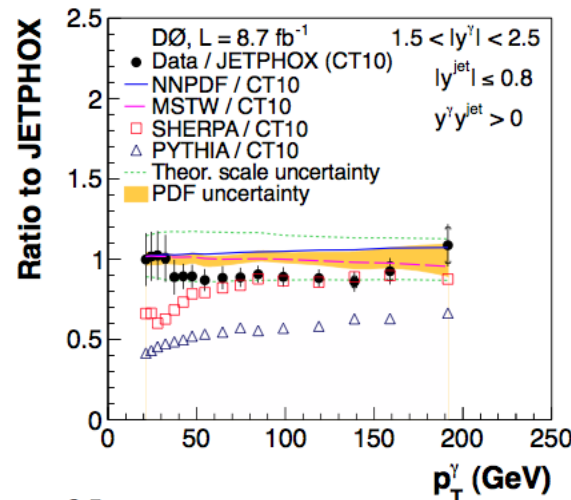 Ratio to JETPHOX
2.5
2
1.5
1
0.5
0
DØ, L = 8.7 fb⁻¹
Data / JETPHOX (CT10)
NNPDF / CT10
MSTW / CT10
SHERPA / CT10
PYTHIA / CT10
Theor. scale uncertainty
PDF uncertainty
1.5 < |y^γ| < 2.5
|y^jet| ≤ 0.8
y^γ y^jet > 0
0 50 100 150 200 250
p_T^γ (GeV)